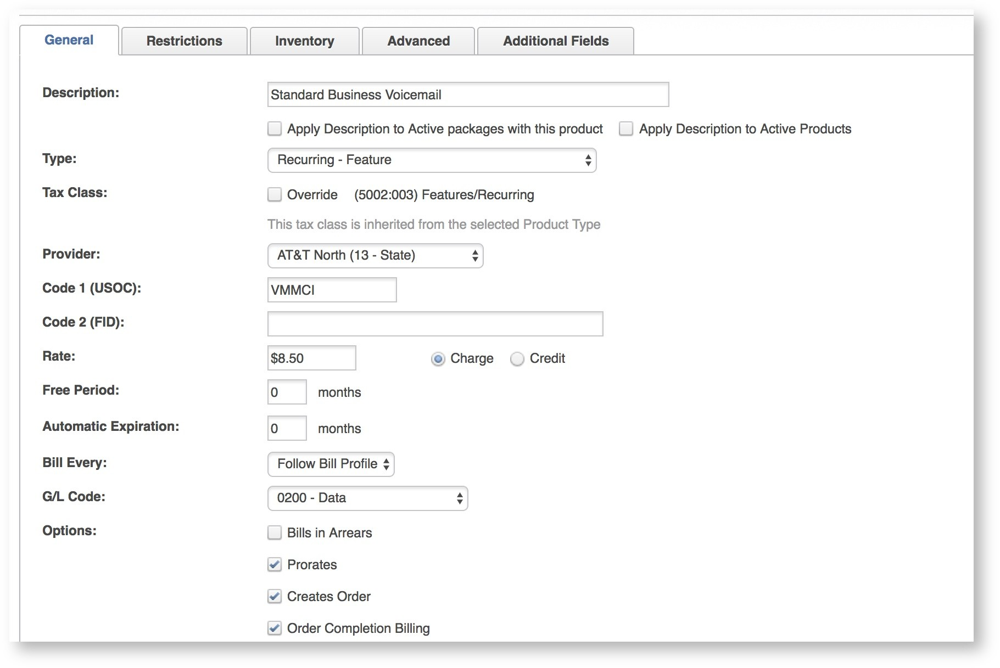 General Restrictions Inventory Advanced Additional Fields
Description: Standard Business Voicemail
Apply Description to Active packages with this product Apply Description to Active Products
Type: Recurring - Feature
Tax Class: Override (5002:003) Features/Recurring
This tax class is inherited from the selected Product Type
Provider: AT&T North (13 - State)
Code 1 (USOC): VMMCI
Code 2 (FID):
Rate: $8.50 Charge Credit
Free Period: 0 months
Automatic Expiration: 0 months
Bill Every: Follow Bill Profile
G/L Code: 0200 - Data
Options: Bills in Arrears
Prorates
Creates Order
Order Completion Billing